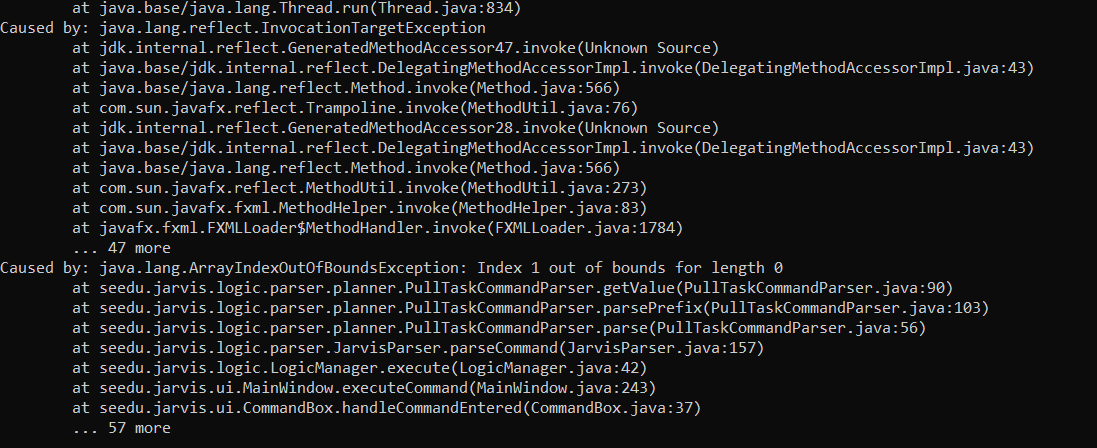 at java.base/java.lang.Thread.run(Thread.java:834)
Caused by: java.lang.reflect.InvocationTargetException
at jdk.internal.reflect.GeneratedMethodAccessor47.invoke(Unknown Source)
at java.base/jdk.internal.reflect.DelegatingMethodAccessorImpl.invoke(DelegatingMethodAccessorImpl.java:43)
at java.base/java.lang.reflect.Method.invoke(Method.java:566)
at com.sun.javafx.reflect.Trampoline.invoke(MethodUtil.java:76)
at jdk.internal.reflect.GeneratedMethodAccessor28.invoke(Unknown Source)
at java.base/jdk.internal.reflect.DelegatingMethodAccessorImpl.invoke(DelegatingMethodAccessorImpl.java:43)
at java.base/java.lang.reflect.Method.invoke(Method.java:566)
at com.sun.javafx.reflect.MethodUtil.invoke(MethodUtil.java:273)
at com.sun.javafx.fxml.MethodHelper.invoke(MethodHelper.java:83)
at javafx.fxml.FXMLLoader$MethodHandler.invoke(FXMLLoader.java:1784)
... 47 more
Caused by: java.lang.ArrayIndexOutOfBoundsException: Index 1 out of bounds for length 0
at seedu.jarvis.logic.parser.planner.PullTaskCommandParser.getValue(PullTaskCommandParser.java:90)
at seedu.jarvis.logic.parser.planner.PullTaskCommandParser.parsePrefix(PullTaskCommandParser.java:103)
at seedu.jarvis.logic.parser.planner.PullTaskCommandParser.parse(PullTaskCommandParser.java:56)
at seedu.jarvis.logic.parser.JarvisParser.parseCommand(JarvisParser.java:157)
at seedu.jarvis.logic.LogicManager.execute(LogicManager.java:42)
at seedu.jarvis.ui.MainWindow.executeCommand(MainWindow.java:243)
at seedu.jarvis.ui.CommandBox.handleCommandEntered(CommandBox.java:37)
... 57 more